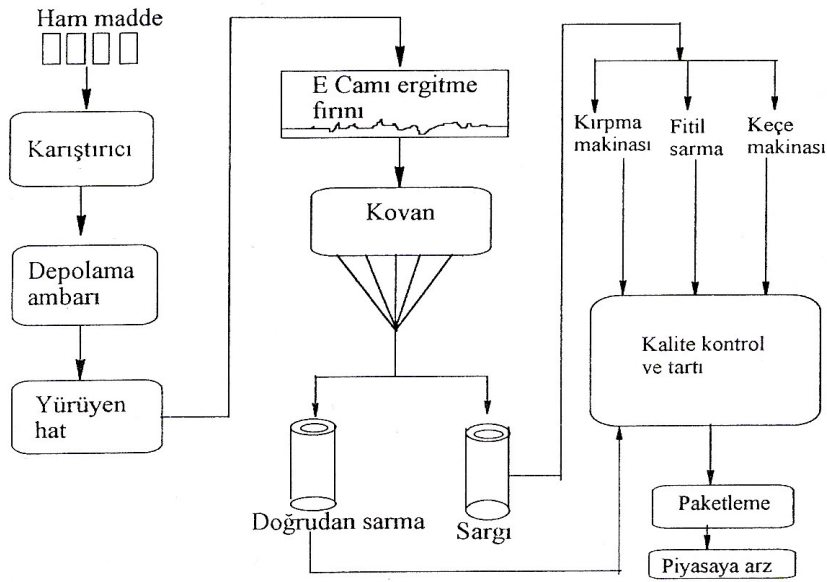 Ham madde
Karıştırıcı
Depolama
ambarı
Yürüyen
hat
E Camı ergitme
fırını
Kovan
Doğrudan sarma
Sargı
Kırpma
makinası
Fitil
sarma
Keçe
makinası
Kalite kontrol
ve tartı
Paketleme
Piyasaya arz